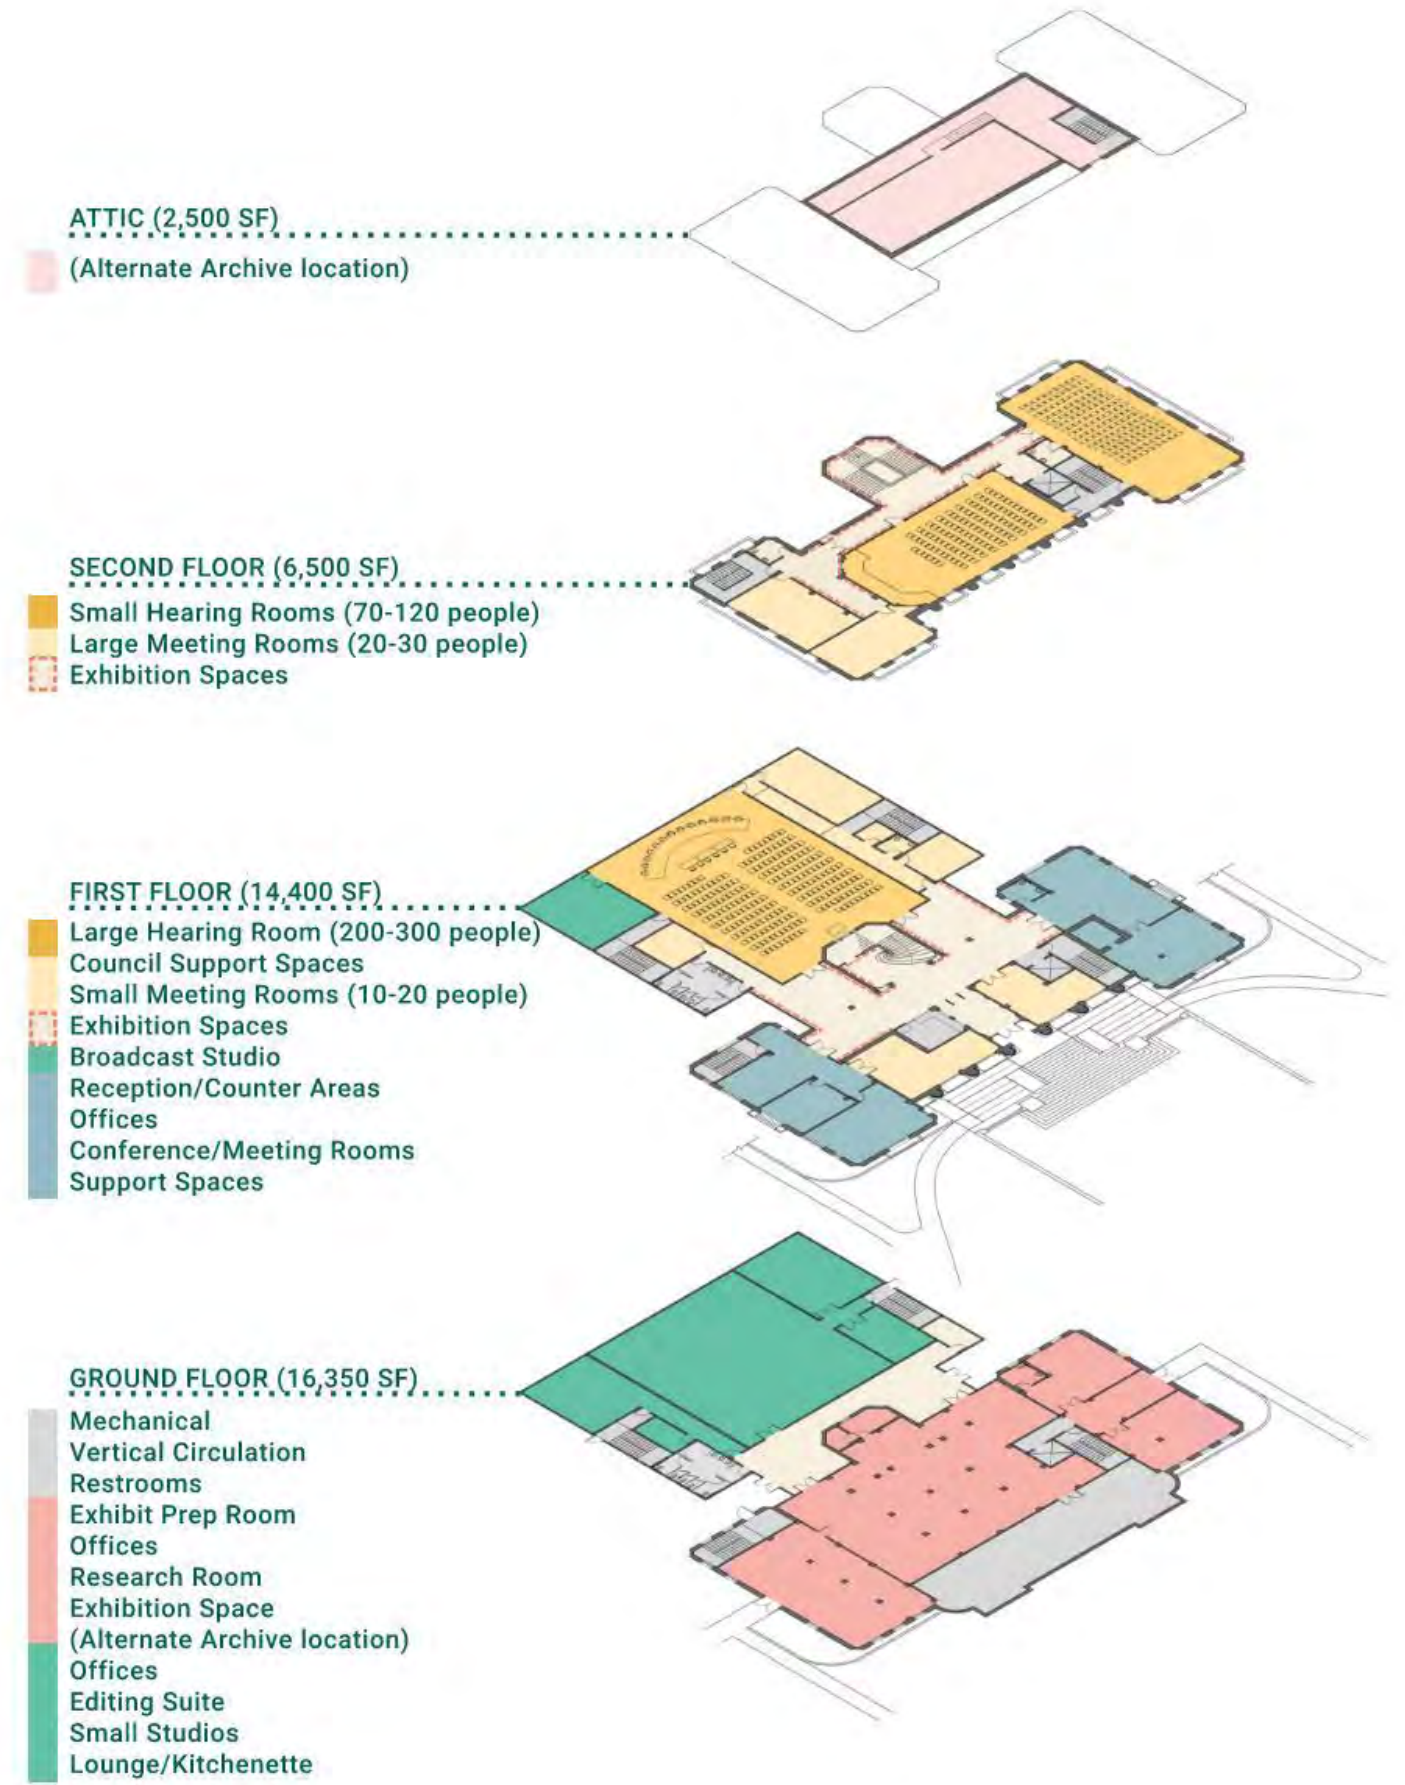 ATTIC (2,500 SF)
(Alternate Archive location)
SECOND FLOOR (6,500 SF)
Small Hearing Rooms (70-120 people)
Large Meeting Rooms (20-30 people)
Exhibition Spaces
FIRST FLOOR (14,400 SF)
Large Hearing Room (200-300 people)
Council Support Spaces
Small Meeting Rooms (10-20 people)
Exhibition Spaces
Broadcast Studio
Reception/Counter Areas
Offices
Conference/Meeting Rooms
Support Spaces
GROUND FLOOR (16,350 SF)
Mechanical
Vertical Circulation
Restrooms
Exhibit Prep Room
Offices
Research Room
Exhibition Space
(Alternate Archive location)
Offices
Editing Suite
Small Studios
Lounge/Kitchenette